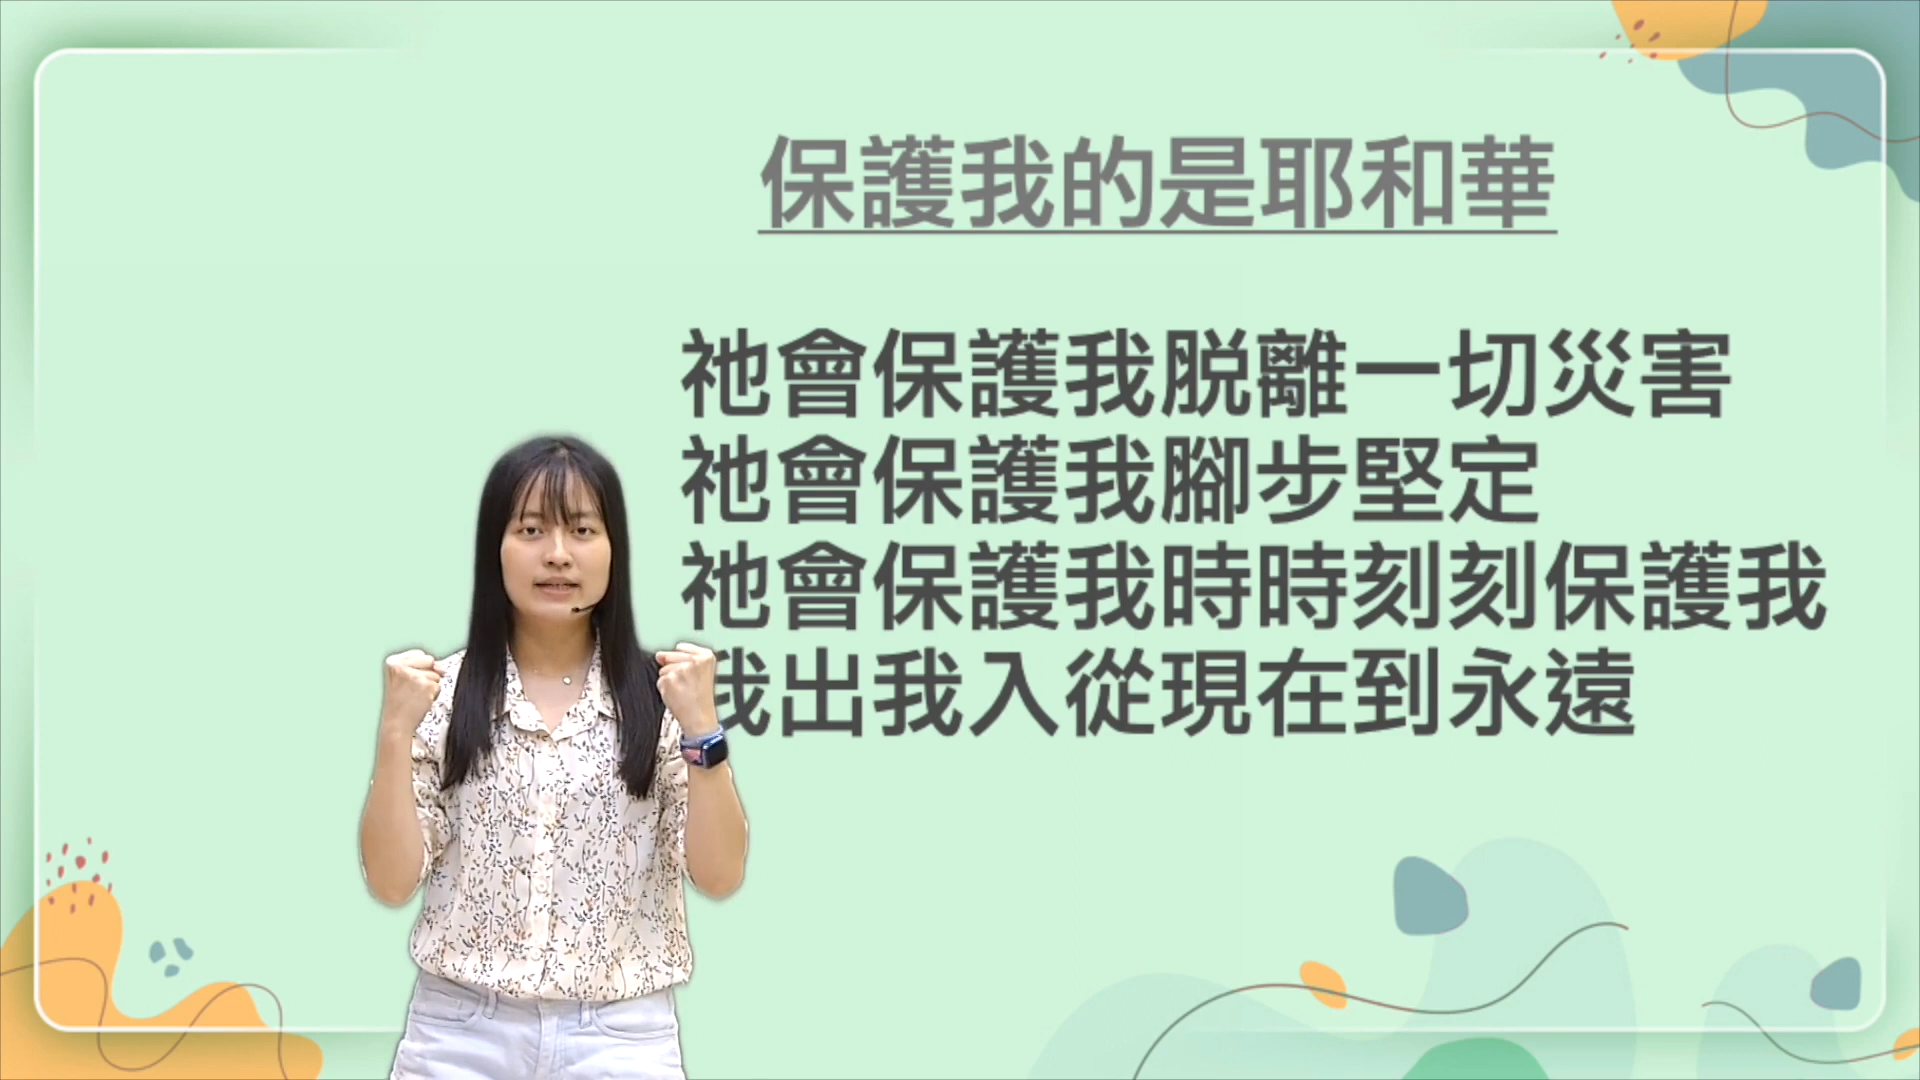 保護我的是耶和華
祂會保護我脫離一切災害
祂會保護我腳步堅定
祂會保護我時時刻刻保護我
我出我入從現在到永遠